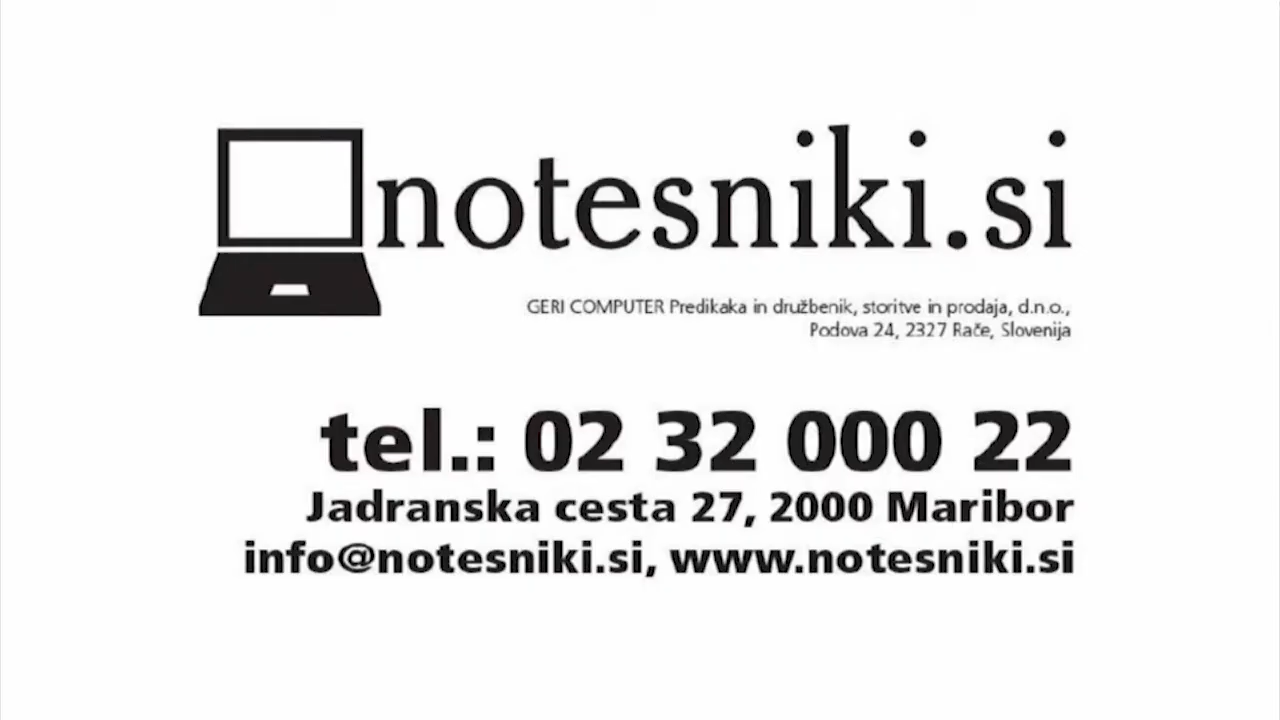 notesniki.si
GERI COMPUTER Predikaka in družbenik, storitve in prodaja, d.n.o.,
Podova 24, 2327 Rače, Slovenija
tel.: 02 32 000 22
Jadranska cesta 27, 2000 Maribor
info@notesniki.si, www.notesniki.si